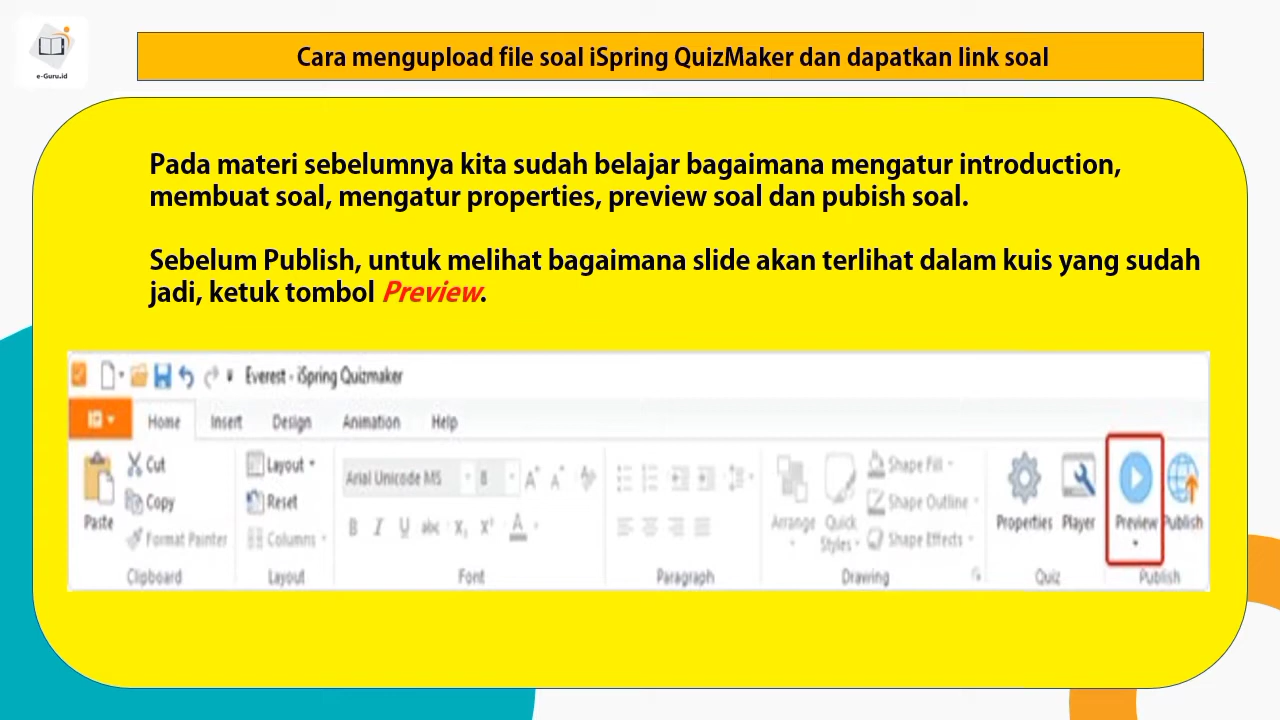 e-Guru.id
Cara mengupload file soal iSpring QuizMaker dan dapatkan link soal
Pada materi sebelumnya kita sudah belajar bagaimana mengatur introduction,
membuat soal, mengatur properties, preview soal dan pubish soal.
Sebelum Publish, untuk melihat bagaimana slide akan terlihat dalam kuis yang sudah
jadi, ketuk tombol Preview.
Everest - iSpring Quizmaker
Home Insert Design Animation Help
Paste
Cut
Copy
Format Painter
Clipboard
Layout
Reset
Columns
Layout
Arial Unicode MS 8
B I U abc X₂ X² A
Font
Paragraph
Arrange
Quick
Styles
Shape Fill
Shape Outline
Shape Effects
Drawing
Properties Player
Quiz
Preview Publish
Publish